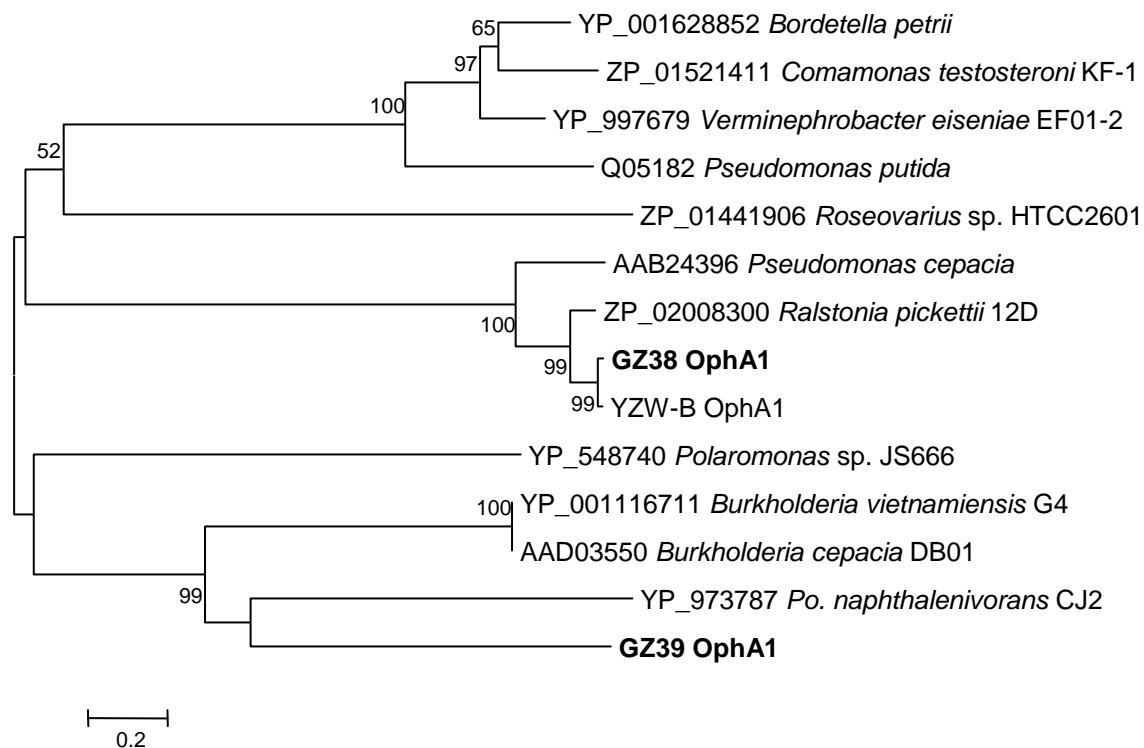 65
YP_001628852 Bordetella petrii
97
ZP_01521411 Comamonas testosteroni KF-1
100
YP_997679 Verminephrobacter eiseniae EF01-2
52
Q05182 Pseudomonas putida
ZP_01441906 Roseovarius sp. HTCC2601
AAB24396 Pseudomonas cepacia
100
ZP_02008300 Ralstonia pickettii 12D
99
GZ38 OphA1
99
YZW-B OphA1
YP_548740 Polaromonas sp. JS666
100
YP_001116711 Burkholderia vietnamiensis G4
AAD03550 Burkholderia cepacia DB01
99
YP_973787 Po. naphthalenivorans CJ2
GZ39 OphA1
0.2